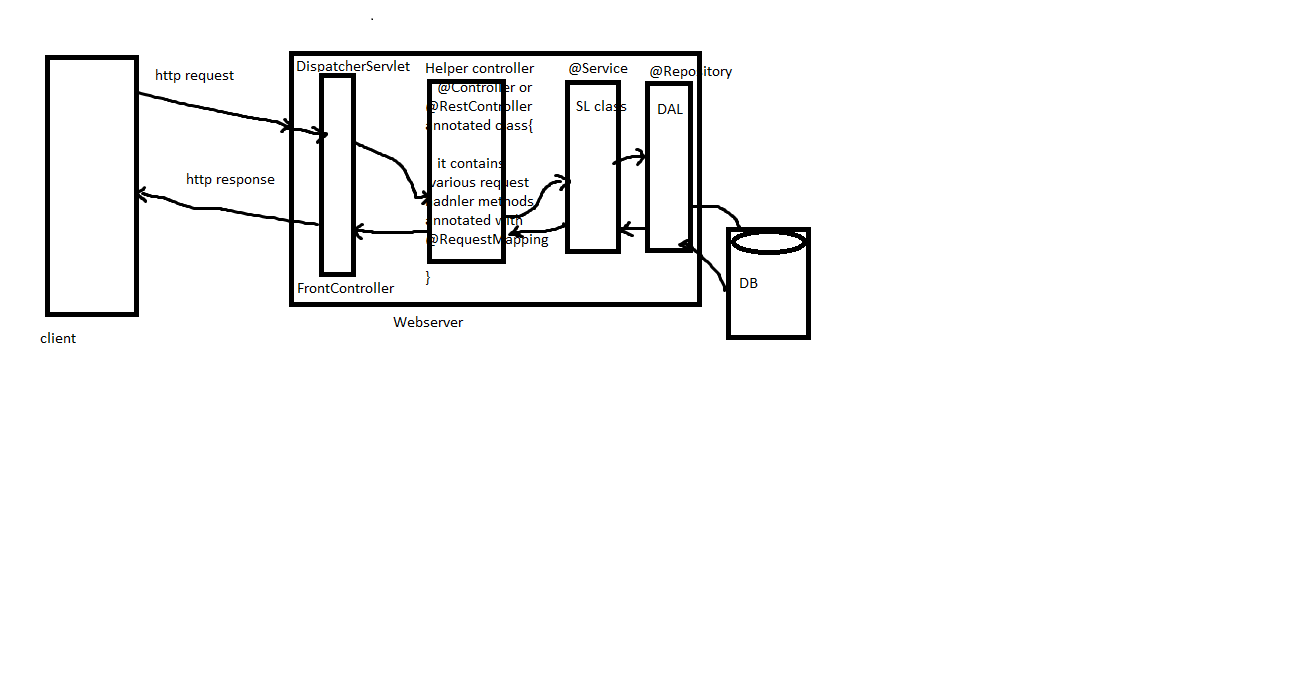 http request
http response
client
DispatcherServlet
FrontController
Helper controller
@Controller or
@RestController
annotated class{
it contains
various request
hadnler methods
annotated with
@RequestMapping
}
@Service
SL class
@Repository
DAL
DB
Webserver